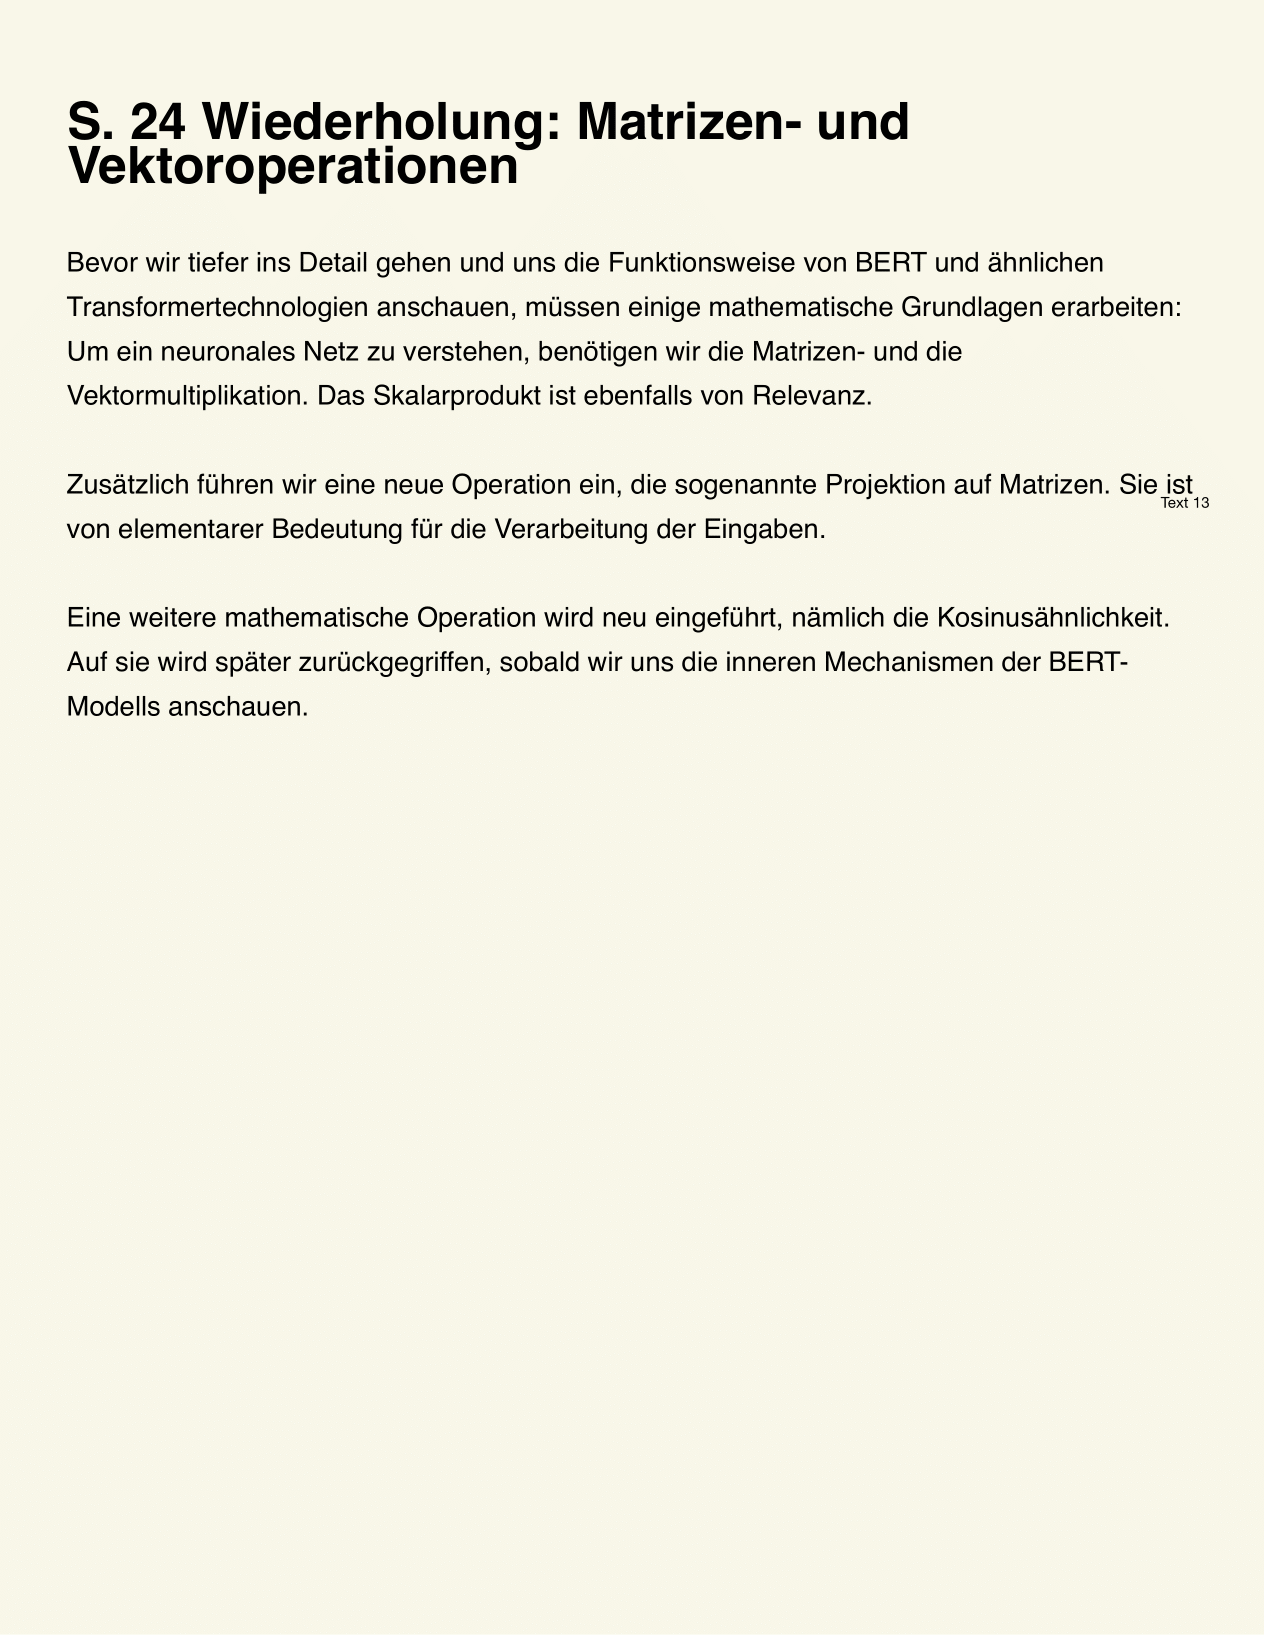 S. 24 Wiederholung: Matrizen- und
Vektoroperationen
Bevor wir tiefer ins Detail gehen und uns die Funktionsweise von BERT und ähnlichen
Transformertechnologien anschauen, müssen einige mathematische Grundlagen erarbeiten:
Um ein neuronales Netz zu verstehen, benötigen wir die Matrizen- und die
Vektormultiplikation. Das Skalarprodukt ist ebenfalls von Relevanz.
Zusätzlich führen wir eine neue Operation ein, die sogenannte Projektion auf Matrizen. Sie ist
Text 13
von elementarer Bedeutung für die Verarbeitung der Eingaben.
Eine weitere mathematische Operation wird neu eingeführt, nämlich die Kosinusähnlichkeit.
Auf sie wird später zurückgegriffen, sobald wir uns die inneren Mechanismen der BERT-
Modells anschauen.